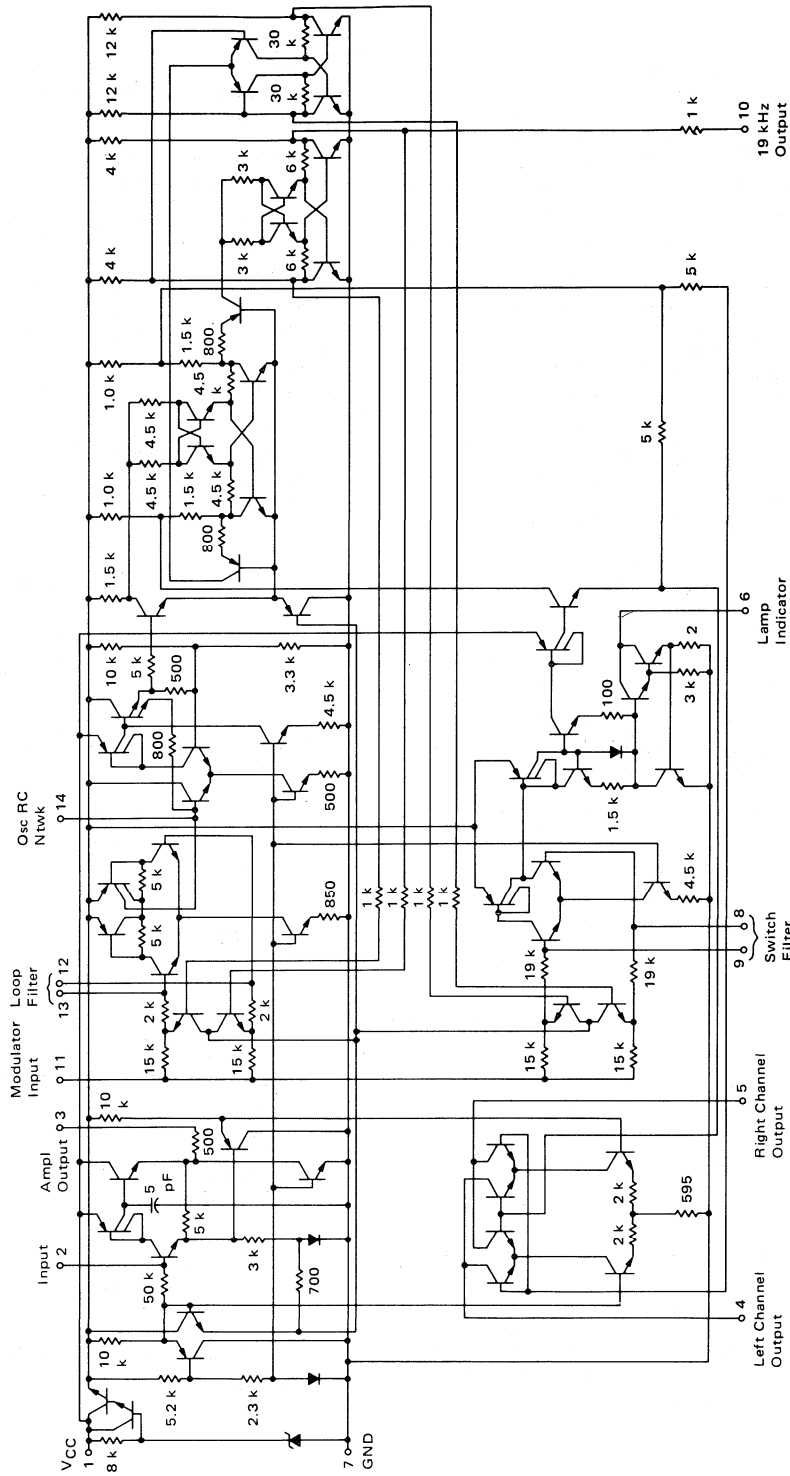 Input
2
Ampl
Output
3
Modulator
Input
11
Loop
Filter
13 12
Osc RC
Ntwk
14
VCC
1
8 k
10
k
10
k
10 k
1.5 k
1.0 k
1.0 k
4 k
4 k
12 k
12 k
5
pF
50 k
5 k
500
15 k
2 k
5 k
5 k
800
5 k
500
4.5 k
4.5 k
1.5 k
1.5 k
800
800
4.5 k
4.5
k
3 k
3 k
5.2 k
2.3 k
3 k
700
15 k
2 k
850
500
4.5 k
3.3 k
6 k
6 k
30
k
30
k
7
GND
1 k
1 k
1 k
1 k
15 k
19 k
15 k
19 k
4.5 k
1.5 k
100
3 k
2
5 k
5 k
1 k
2 k
2 k
595
4
Left Channel
Output
5
Right Channel
Output
9 8
Switch
Filter
6
Lamp
Indicator
10
19 kHz
Output